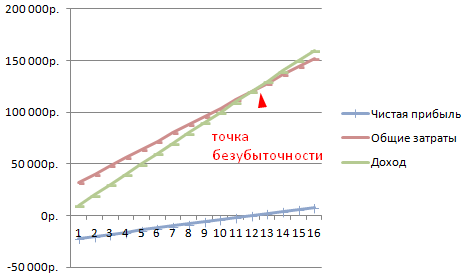 200 000р.
150 000р.
100 000р.
50 000р.
0р.
-50 000р.
1 2 3 4 5 6 7 8 9 10 11 12 13 14 15 16
точка
безубыточности
Чистая прибыль
Общие затраты
Доход